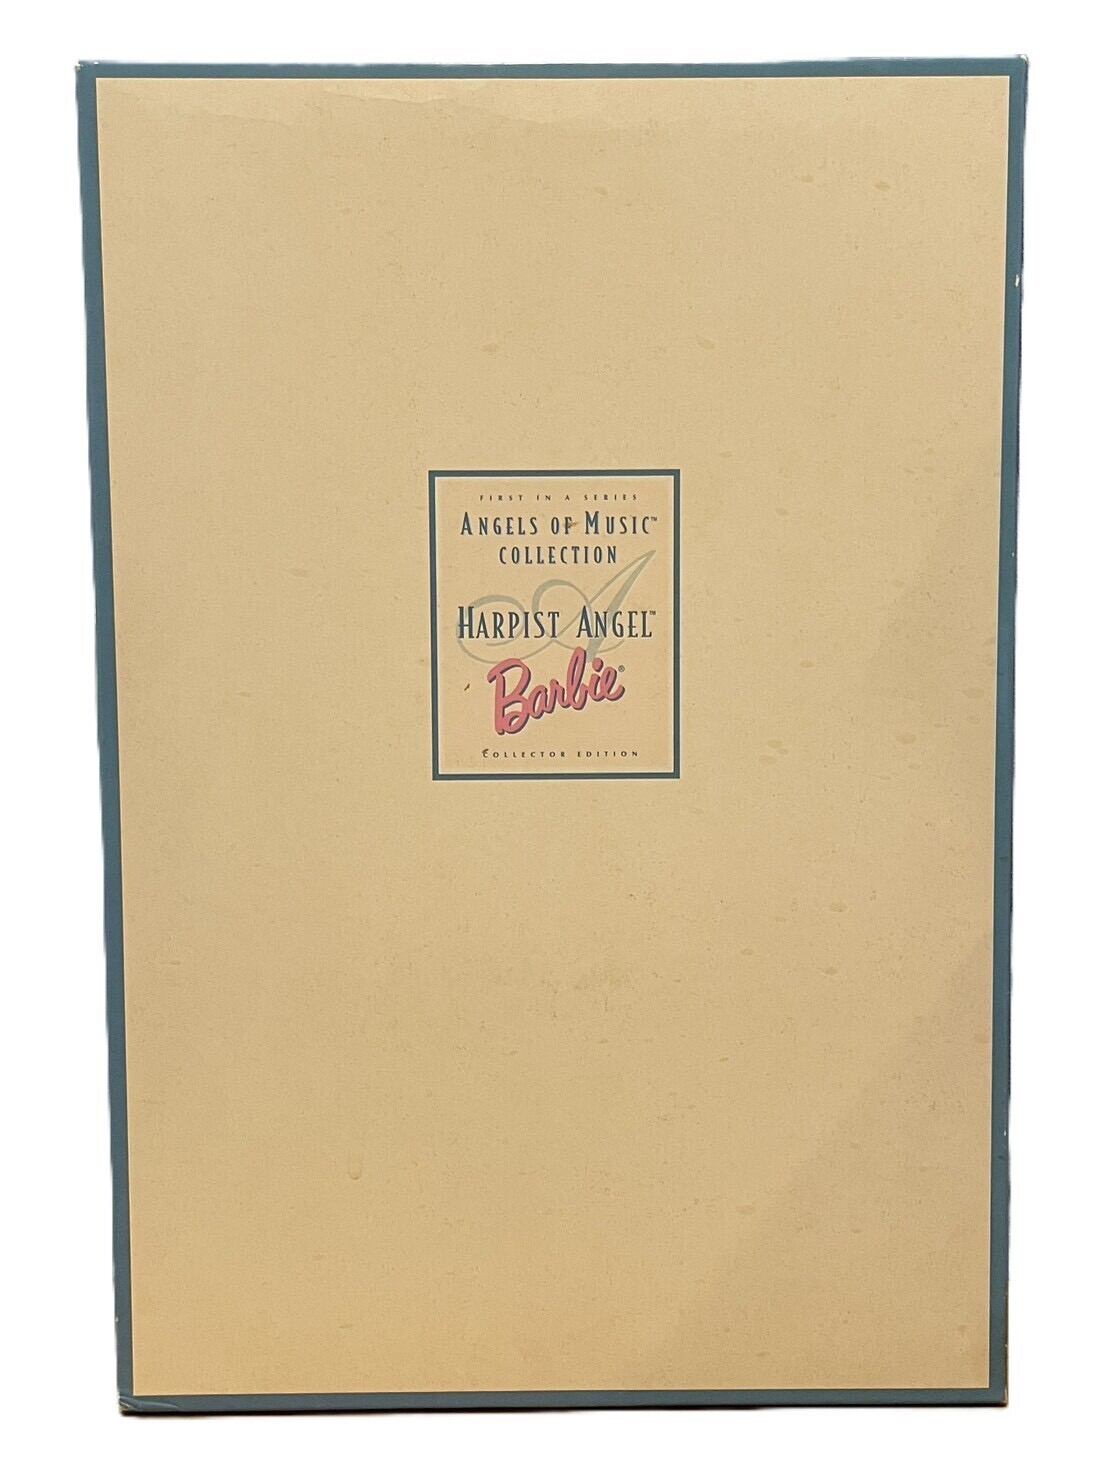 FIRST IN A SERIES
ANGELS OF MUSIC™
COLLECTION
A
HARPIST ANGEL™
Barbie®
COLLECTOR EDITION